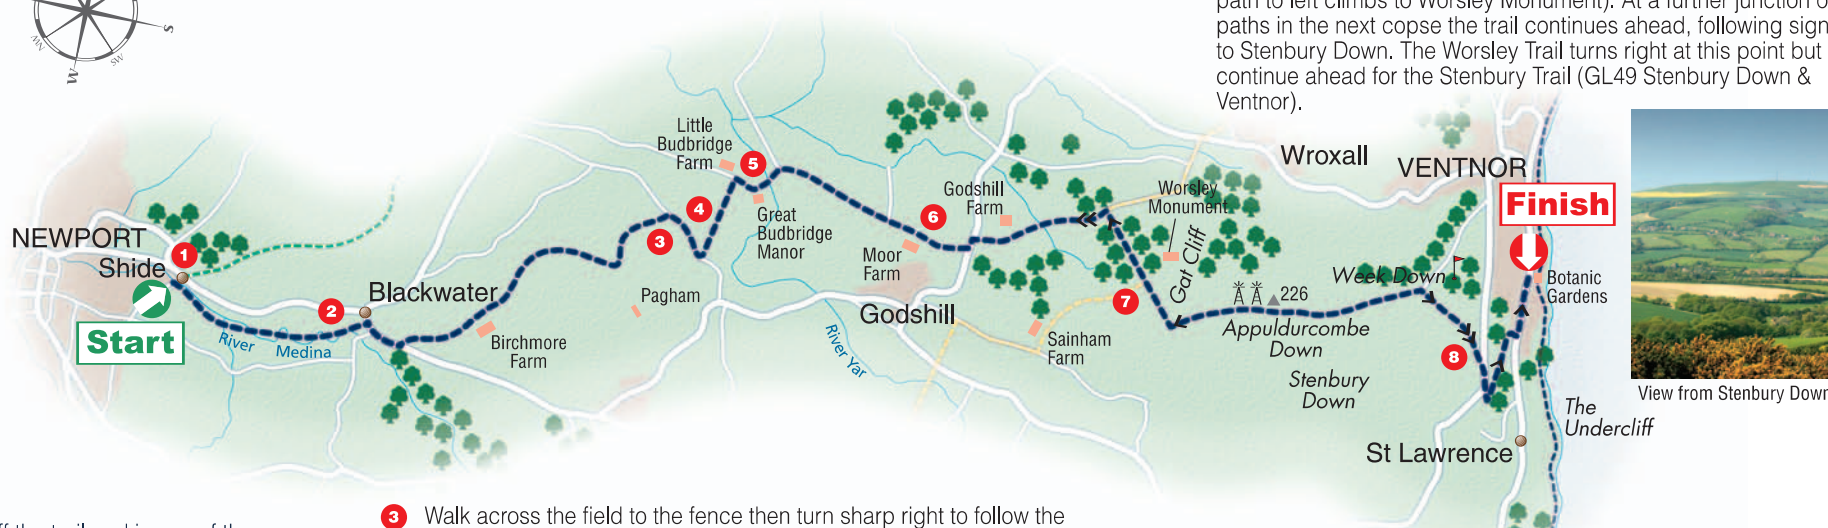 path to left climbs to Worsley Monument). At a further junction
paths in the next copse the trail continues ahead, following sign
to Stenbury Down. The Worsley Trail turns right at this point but
continue ahead for the Stenbury Trail (GL49 Stenbury Down &
Ventnor).
S
SW
W
NW
Little
Budbridge
Farm
5
Wroxall
VENTNOR
Finish
4
Great
Budbridge
Manor
6
Godshill
Farm
Worsley
Monument
NEWPORT
Shide
1
3
Moor
Farm
Gat Cliff
Week Down
Botanic
Gardens
Start
2
Blackwater
Pagham
Godshill
7
226
River Medina
Birchmore
Farm
River Yar
Sainham
Farm
Appuldurcombe
Down
8
Stenbury
Down
View from Stenbury Down
The
Undercliff
St Lawrence
3 Walk across the field to the fence then turn sharp right to follow the